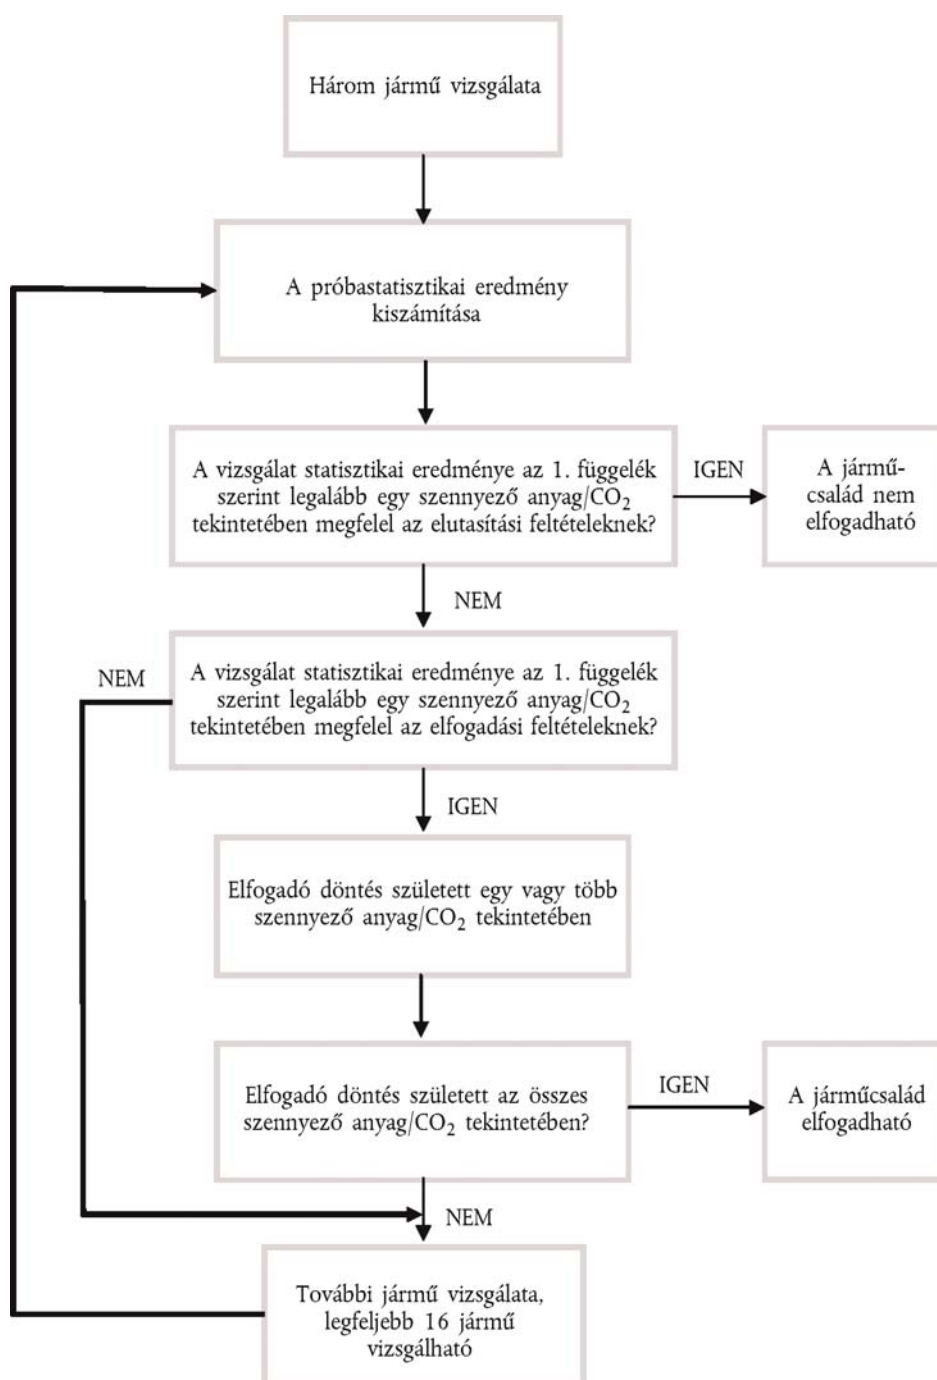 Három jármű vizsgálata
A próbastatisztikai eredmény
kiszámítása
A vizsgálat statisztikai eredménye az 1. függelék
szerint legalább egy szennyező anyag/CO₂
tekintetében megfelel az elutasítási feltételeknek?
IGEN
A jármű-
család nem
elfogadható
NEM
NEM
A vizsgálat statisztikai eredménye az 1. függelék
szerint legalább egy szennyező anyag/CO₂
tekintetében megfelel az elfogadási feltételeknek?
IGEN
Elfogadó döntés született egy vagy több
szennyező anyag/CO₂ tekintetében
Elfogadó döntés született az összes
szennyező anyag/CO₂ tekintetében?
IGEN
A járműcsalád
elfogadható
NEM
További jármű vizsgálata,
legfeljebb 16 jármű
vizsgálható